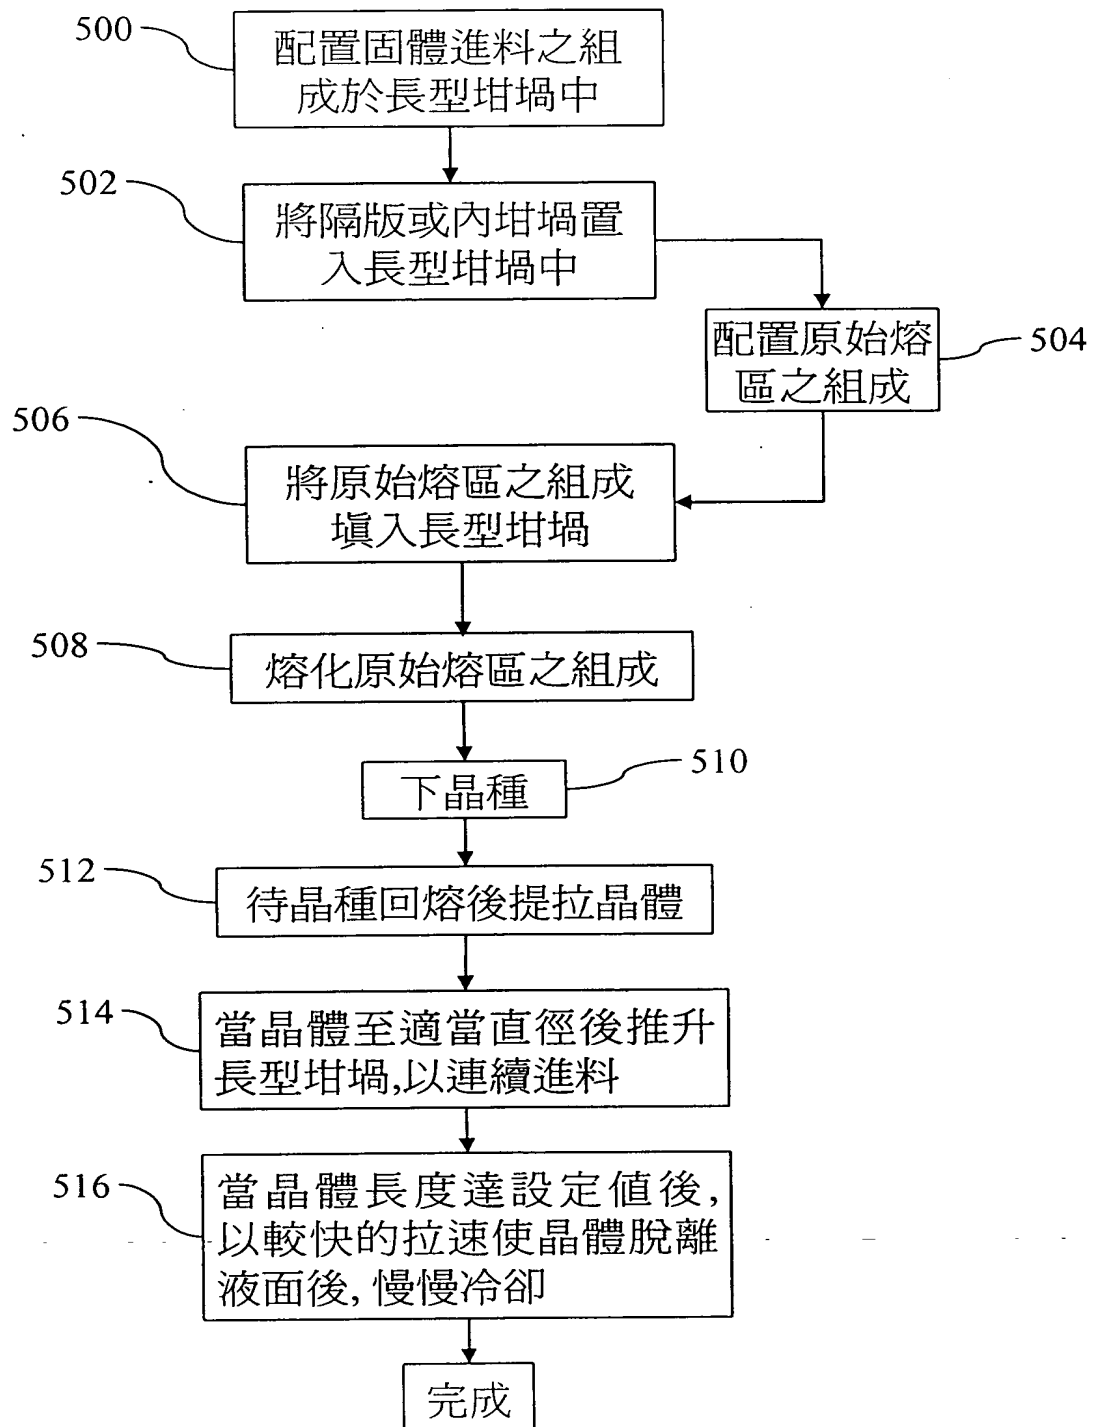 500
配置固體進料之組
成於長型坩堝中
502
將隔版或內坩堝置
入長型坩堝中
配置原始熔
區之組成
504
506
將原始熔區之組成
塡入長型坩堝
508
熔化原始熔區之組成
510
下晶種
512
待晶種回熔後提拉晶體
514
當晶體至適當直徑後推升
長型坩堝,以連續進料
516
當晶體長度達設定值後,
以較快的拉速使晶體脫離
液面後,慢慢冷卻
完成